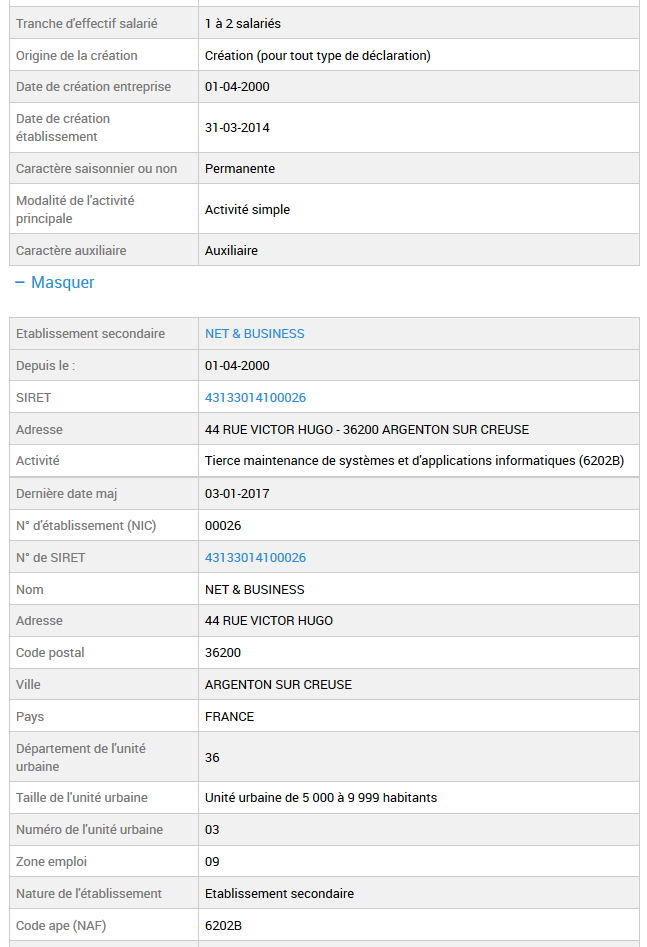 Tranche d'effectif salarié 1 à 2 salariés
Origine de la création Création (pour tout type de déclaration)
Date de création entreprise 01-04-2000
Date de création
établissement
31-03-2014
Caractère saisonnier ou non Permanente
Modalité de l'activité
principale
Activité simple
Caractère auxiliaire Auxiliaire
− Masquer
Etablissement secondaire NET & BUSINESS
Depuis le : 01-04-2000
SIRET 43133014100026
Adresse 44 RUE VICTOR HUGO - 36200 ARGENTON SUR CREUSE
Activité Tierce maintenance de systèmes et d'applications informatiques (6202B)
Dernière date maj 03-01-2017
N° d'établissement (NIC) 00026
N° de SIRET 43133014100026
Nom NET & BUSINESS
Adresse 44 RUE VICTOR HUGO
Code postal 36200
Ville ARGENTON SUR CREUSE
Pays FRANCE
Département de l'unité
urbaine
36
Taille de l'unité urbaine Unité urbaine de 5 000 à 9 999 habitants
Numéro de l'unité urbaine 03
Zone emploi 09
Nature de l'établissement Etablissement secondaire
Code ape (NAF) 6202B